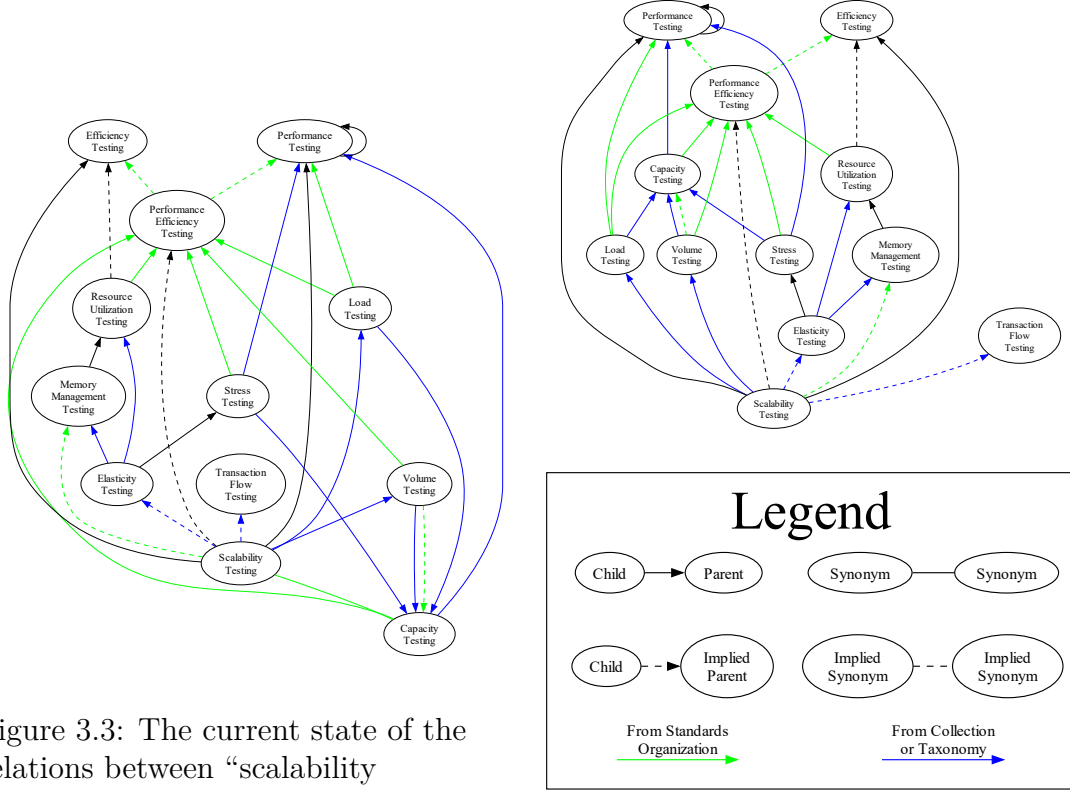 Efficiency
Testing
Performance
Testing
Performance
Efficiency
Testing
Resource
Utilization
Testing
Load
Testing
Memory
Management
Testing
Stress
Testing
Elasticity
Testing
Transaction
Flow
Testing
Volume
Testing
Scalability
Testing
Capacity
Testing
igure 3.3: The current state of the
elations between “scalability
Performance
Testing
Efficiency
Testing
Performance
Efficiency
Testing
Capacity
Testing
Resource
Utilization
Testing
Load
Testing
Volume
Testing
Stress
Testing
Memory
Management
Testing
Elasticity
Testing
Transaction
Flow
Testing
Scalability
Testing
Legend
Child
Parent
Synonym
Synonym
Child
Implied
Parent
Implied
Synonym
Implied
Synonym
From Standards
Organization
From Collection
or Taxonomy